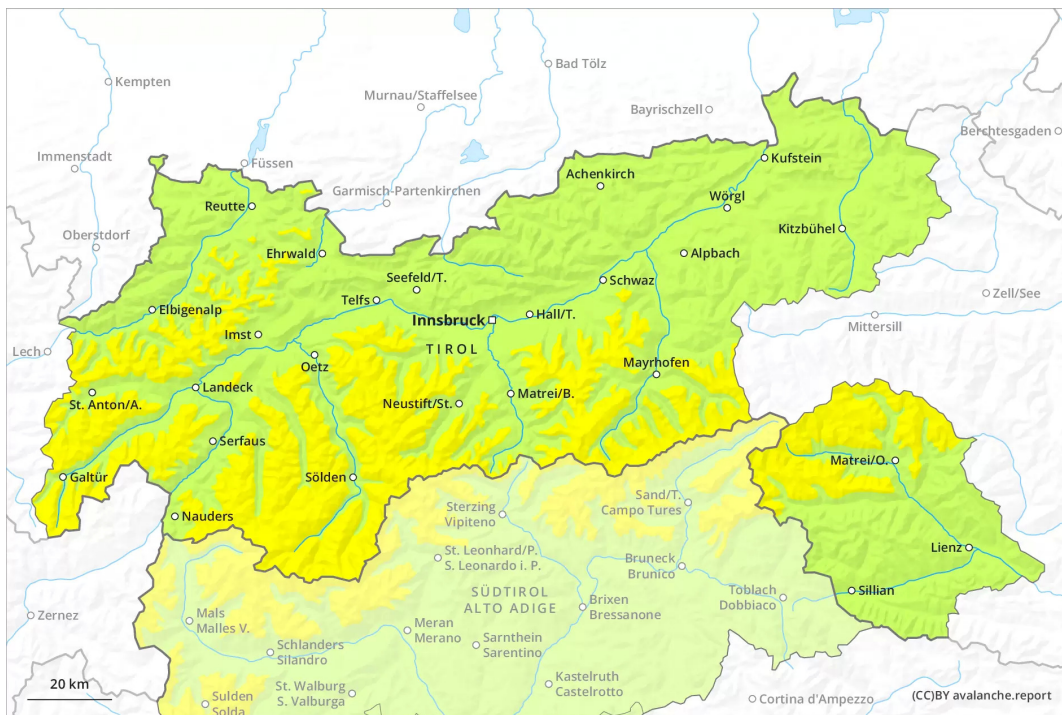 Kempten
Bad Tölz
Murnau/Staffelsee
Bayrischzell
Berchtesgaden
Immenstadt
Füssen
Kufstein
Achenkirch
Garmisch-Partenkirchen
Wörgl
Reutte
Oberstdorf
Kitzbühel
Ehrwald
Alpbach
Seefeld/T.
Schwaz
Telfs
Zell/See
Elbigenalp
Innsbruck
Hall/T.
Mittersill
Imst
TIROL
Lech
Oetz
Mayrhofen
Landeck
St. Anton/A.
Neustift/St.
Matrei/B.
Serfaus
Matrei/O.
Galtür
Sölden
Sand/T.
Campo Tures
Sterzing
Vipiteno
Nauders
Lienz
St. Leonhard/P.
S. Leonardo i. P.
Bruneck
Brunico
SÜDTIROL
ALTO ADIGE
Sillian
Toblach
Dobbiaco
Zernez
Mals
Malles V.
Brixen
Bressanone
Meran
Merano
Sarnthein
Sarentino
Schlanders
Silandro
Kastelruth
Castelrotto
20 km
St. Walburg
S. Valburga
Sulden
Solda
Cortina d'Ampezzo
(CC)BY avalanche.report